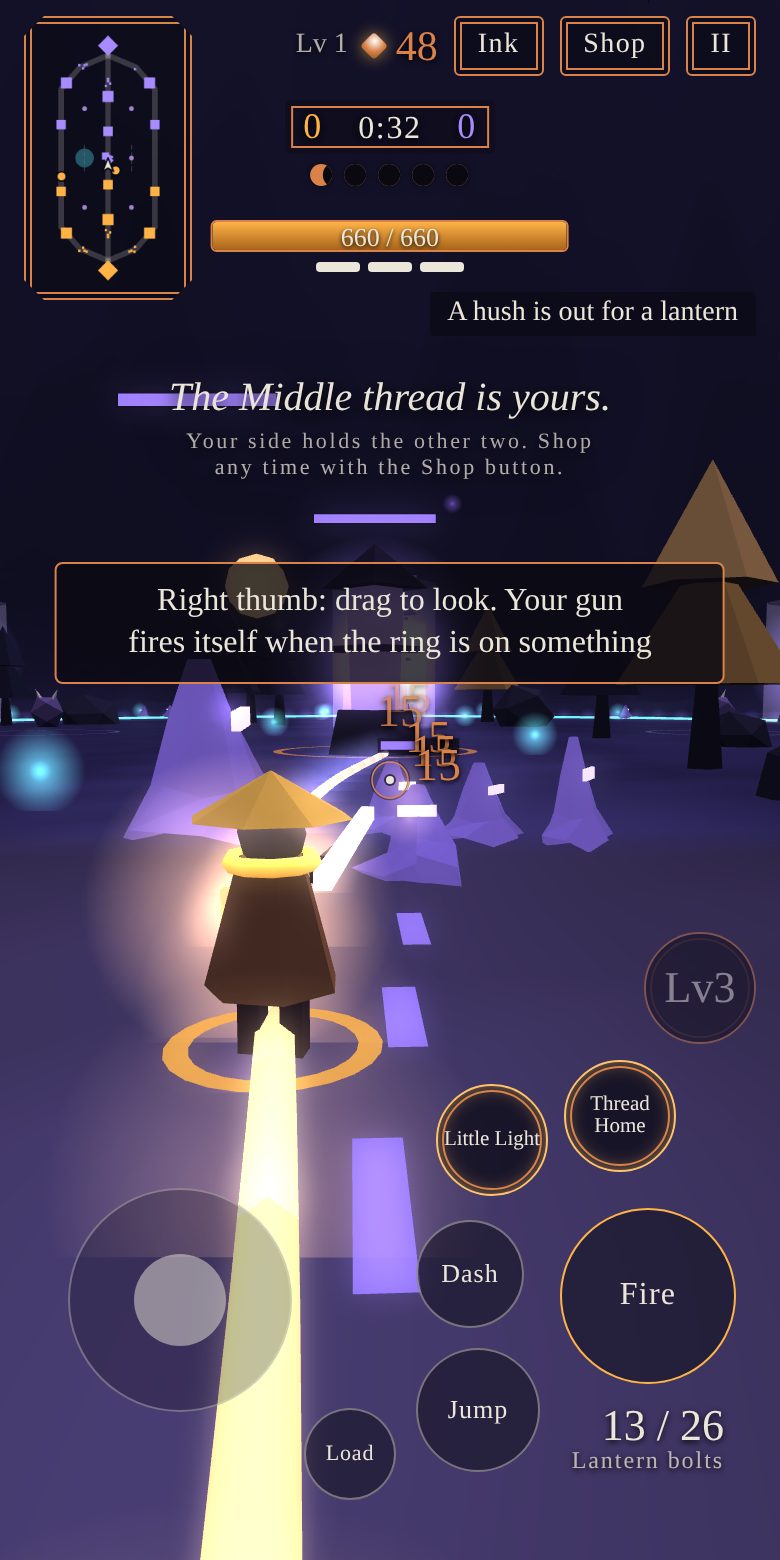 Lv 1 48 Ink Shop II
0 0:32 0
660 / 660
A hush is out for a lantern
The Middle thread is yours.
Your side holds the other two. Shop
any time with the Shop button.
Right thumb: drag to look. Your gun
fires itself when the ring is on something
15
15
15
15
Lv3
Thread
Home
Little Light
Dash
Fire
Jump
13 / 26
Load
Lantern bolts